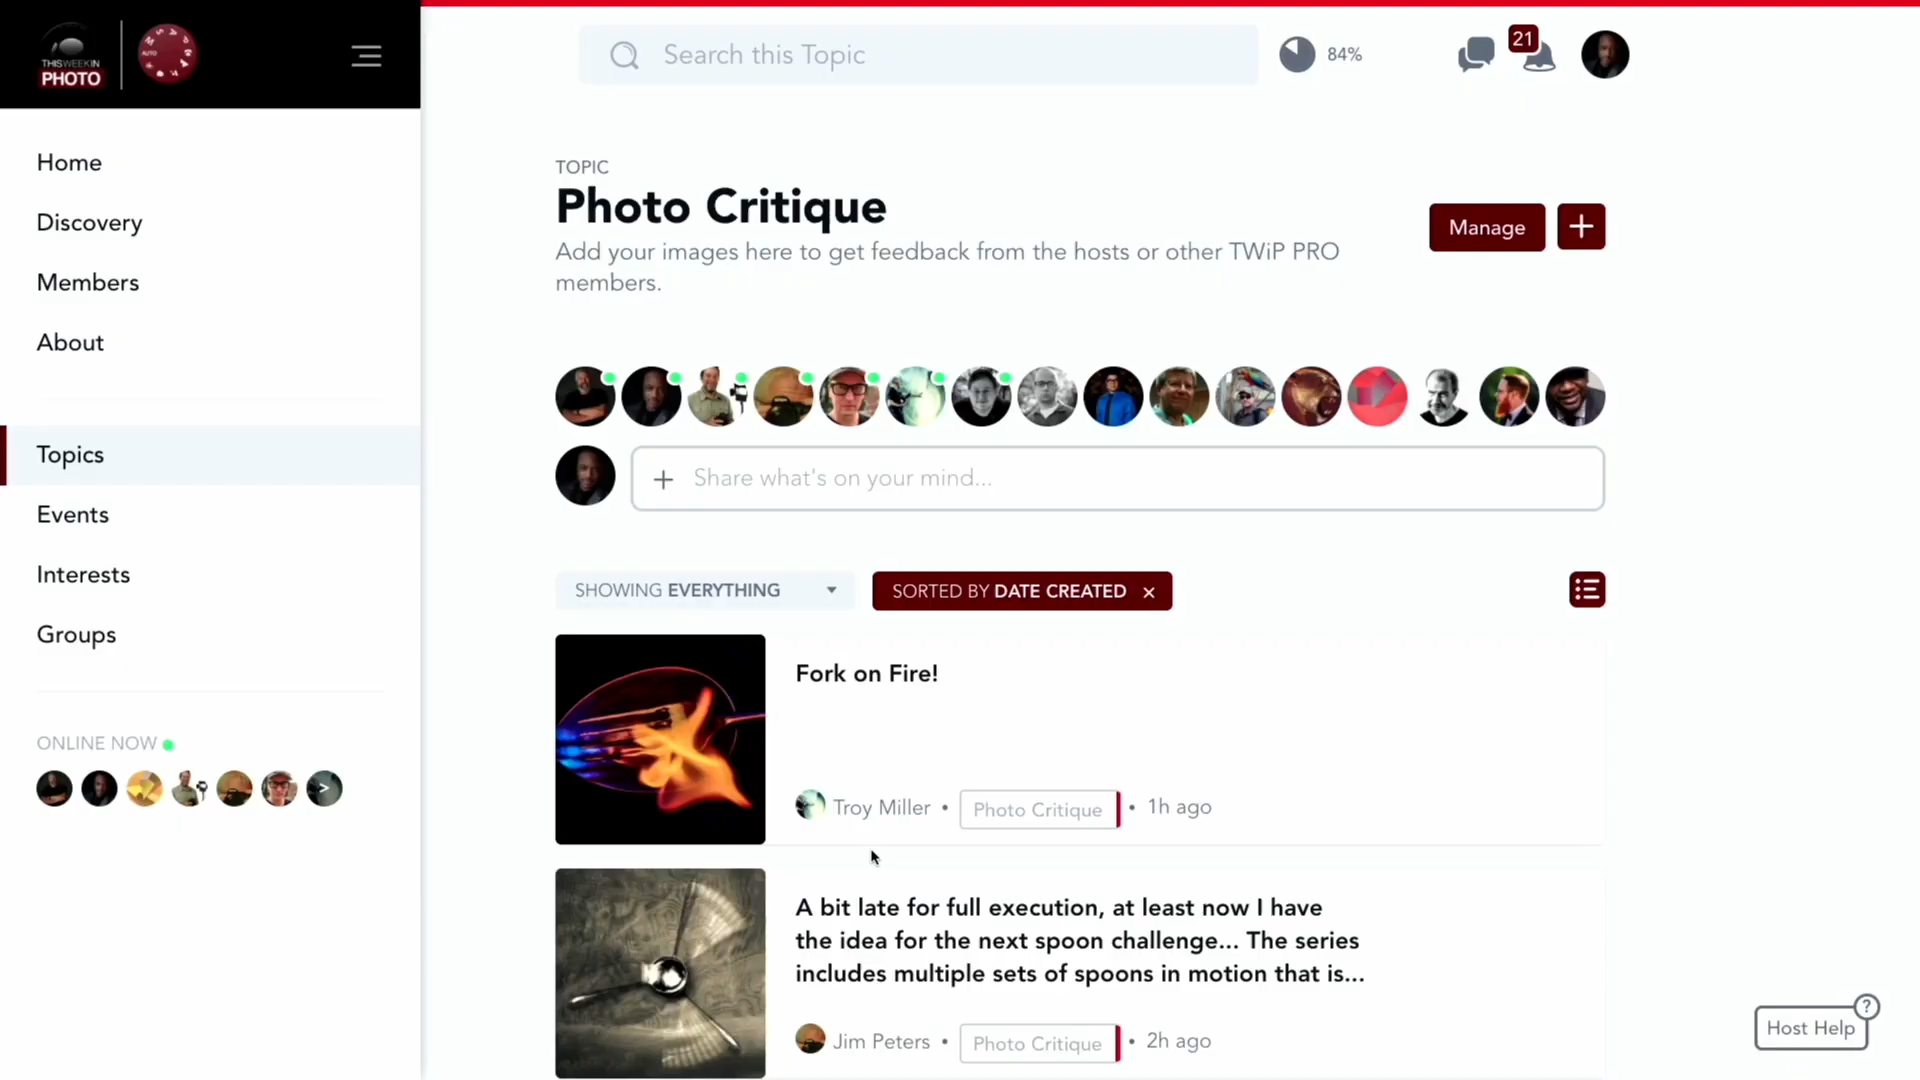 THISWEEKIN
PHOTO
AUTO
Search this Topic
84%
21
Home
Discovery
Members
About
Topics
Events
Interests
Groups
ONLINE NOW
>
TOPIC
Photo Critique
Add your images here to get feedback from the hosts or other TWiP PRO
members.
Manage
+
+ Share what's on your mind...
SHOWING EVERYTHING
SORTED BY DATE CREATED ×
Fork on Fire!
Troy Miller • Photo Critique • 1h ago
A bit late for full execution, at least now I have
the idea for the next spoon challenge... The series
includes multiple sets of spoons in motion that is...
Jim Peters • Photo Critique • 2h ago
?
Host Help